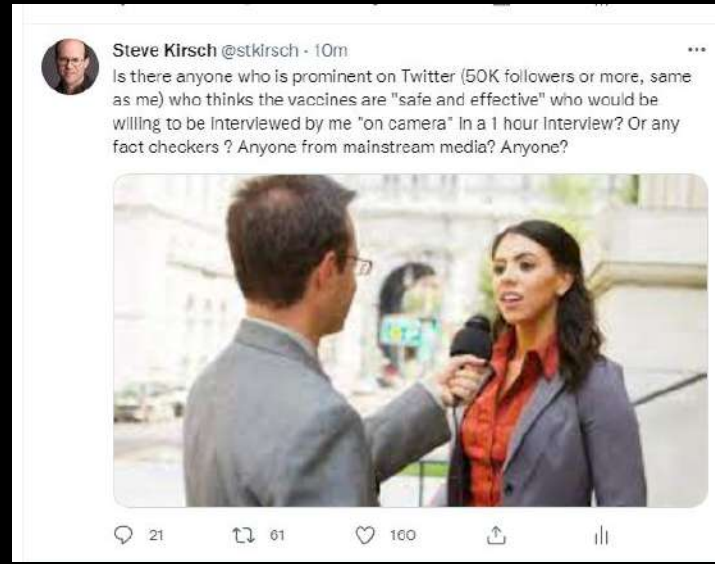 Steve Kirsch @stkirsch · 10m
Is there anyone who is prominent on Twitter (50K followers or more, same
as me) who thinks the vaccines are "safe and effective" who would be
willing to be interviewed by me "on camera" in a 1 hour interview? Or any
fact checkers ? Anyone from mainstream media? Anyone?
21 61 160